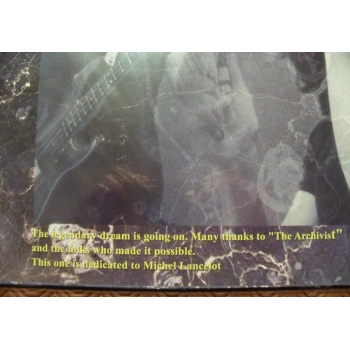 The legendary dream is going on. Many thanks to "The Archivist"
and the folks who made it possible.
This one is dedicated to Michel Lancelot